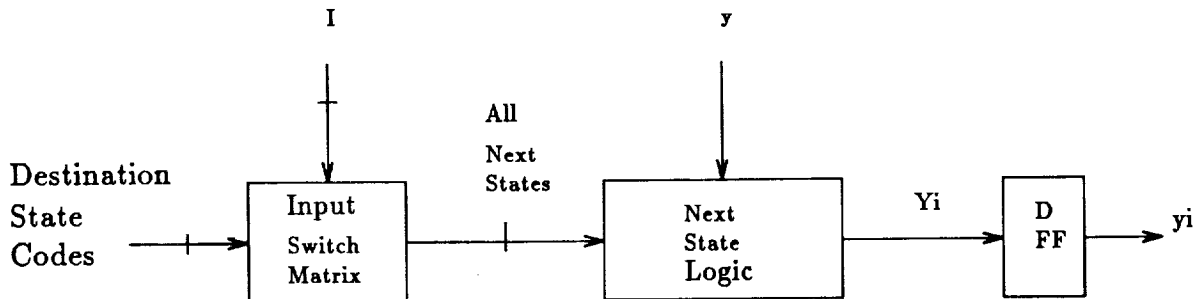 I
y
All
Next
States
Destination
State
Codes
Input
Switch
Matrix
Next
State
Logic
Yi
D
FF
yi